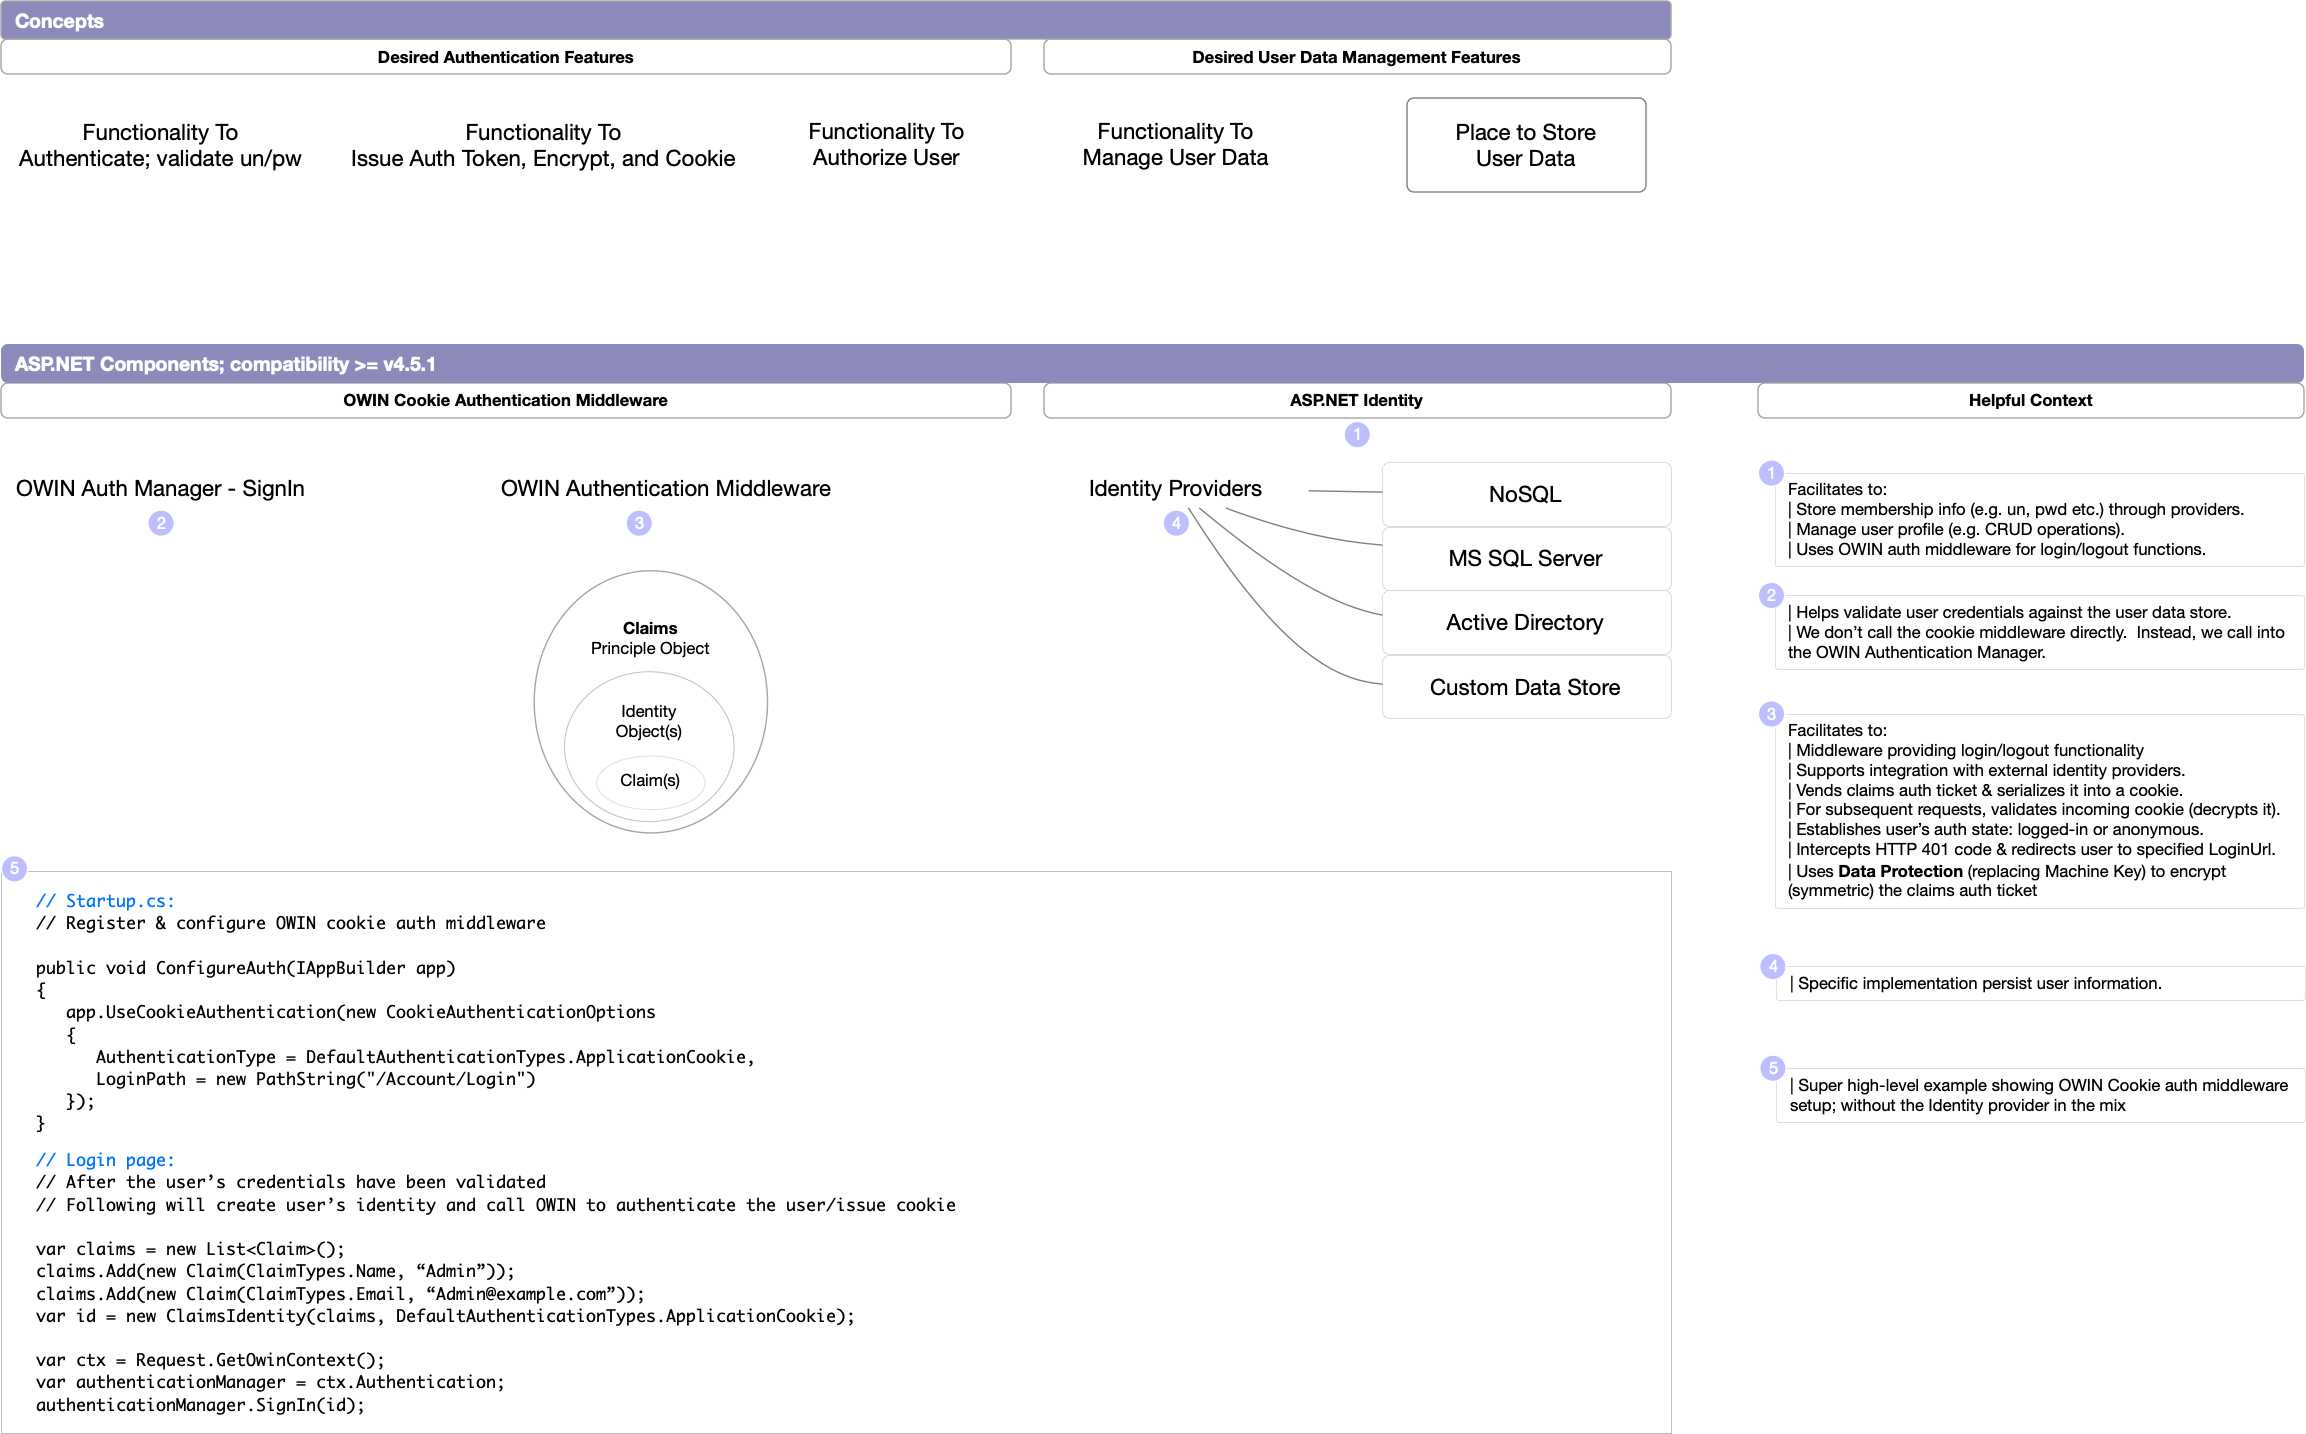 Concepts
Desired Authentication Features
Desired User Data Management Features
Functionality To
Authenticate; validate un/pw
Functionality To
Issue Auth Token, Encrypt, and Cookie
Functionality To
Authorize User
Functionality To
Manage User Data
Place to Store
User Data
ASP.NET Components; compatibility >= v4.5.1
OWIN Cookie Authentication Middleware
ASP.NET Identity
Helpful Context
1
OWIN Auth Manager - SignIn
2
OWIN Authentication Middleware
3
Claims
Principle Object
Identity
Object(s)
Claim(s)
Identity Providers
4
NoSQL
MS SQL Server
Active Directory
Custom Data Store
1
Facilitates to:
| Store membership info (e.g. un, pwd etc.) through providers.
| Manage user profile (e.g. CRUD operations).
| Uses OWIN auth middleware for login/logout functions.
2
| Helps validate user credentials against the user data store.
| We don’t call the cookie middleware directly.  Instead, we call into
the OWIN Authentication Manager.
3
Facilitates to:
| Middleware providing login/logout functionality
| Supports integration with external identity providers.
| Vends claims auth ticket & serializes it into a cookie.
| For subsequent requests, validates incoming cookie (decrypts it).
| Establishes user’s auth state: logged-in or anonymous.
| Intercepts HTTP 401 code & redirects user to specified LoginUrl.
| Uses Data Protection (replacing Machine Key) to encrypt
(symmetric) the claims auth ticket
4
| Specific implementation persist user information.
5
| Super high-level example showing OWIN Cookie auth middleware
setup; without the Identity provider in the mix
5
// Startup.cs:
// Register & configure OWIN cookie auth middleware
public void ConfigureAuth(IAppBuilder app)
{
app.UseCookieAuthentication(new CookieAuthenticationOptions
{
AuthenticationType = DefaultAuthenticationTypes.ApplicationCookie,
LoginPath = new PathString("/Account/Login")
});
}
// Login page:
// After the user’s credentials have been validated
// Following will create user’s identity and call OWIN to authenticate the user/issue cookie
var claims = new List<Claim>();
claims.Add(new Claim(ClaimTypes.Name, “Admin”));
claims.Add(new Claim(ClaimTypes.Email, “Admin@example.com”));
var id = new ClaimsIdentity(claims, DefaultAuthenticationTypes.ApplicationCookie);
var ctx = Request.GetOwinContext();
var authenticationManager = ctx.Authentication;
authenticationManager.SignIn(id);